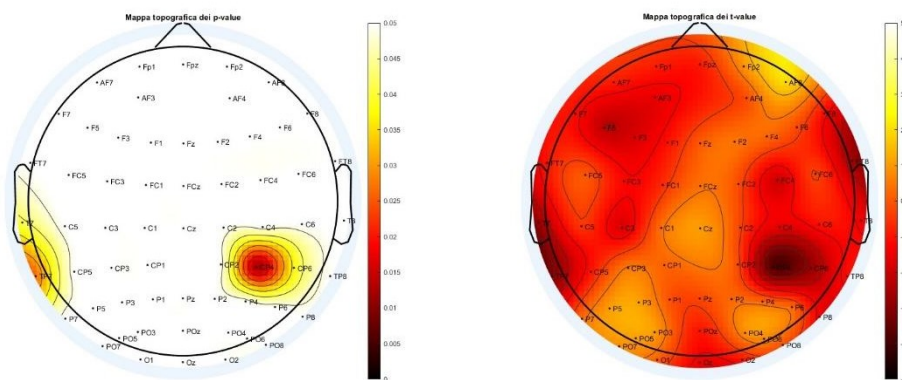 Mappa topografica dei p-value
Fp1 Fpz Fp2
AF7 AF8
AF3 AF4
F7 F8
F5 F3 F1 Fz F2 F4 F6
FT7 FT8
FC5 FC3 FC1 FCz FC2 FC4 FC6
T7 C5 C3 C1 Cz C2 C4 C6 T8
CP5 CP3 CP1 CP2 CP6 TP8
P7 P5 P3 P1 Pz P2 P4 P6 P8
PO7 PO5 PO3 POz PO4 PO6 PO8
O1 Oz O2
0.05
0.045
0.04
0.035
0.03
0.025
0.02
0.015
0.01
0.005
0
Mappa topografica dei t-value
Fp1 Fpz Fp2
AF7 AF8
AF3 AF4
F7 F8
F5 F3 F1 Fz F2 F4 F6
FT7 FT8
FC5 FC3 FC1 FCz FC2 FC4 FC6
C3 C1 Cz C2 C4 C6 T8
CP5 CP3 CP1 CP2 CP6 TP8
P7 P5 P3 P1 Pz P2 P4 P6 P8
PO7 PO5 PO3 POz PO4 PO6 PO8
O1 Oz O2